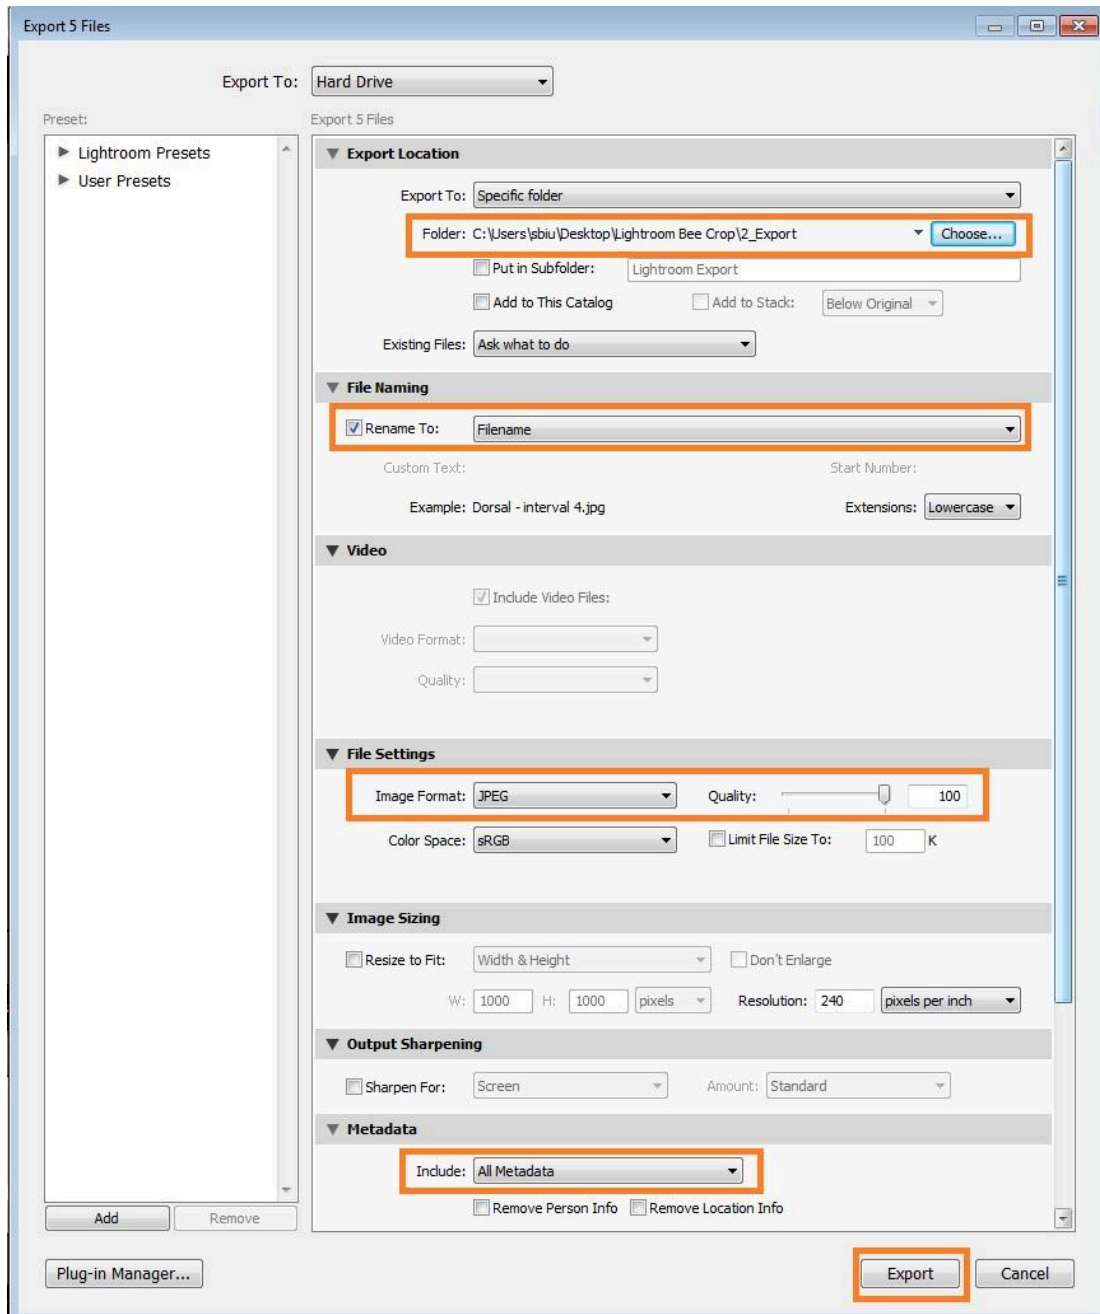 Export 5 Files
Export To: Hard Drive
Preset:
Lightroom Presets
User Presets
Add Remove
Export 5 Files
Export Location
Export To: Specific folder
Folder: C:\Users\sbiu\Desktop\Lightroom Bee Crop\2_Export Choose...
Put in Subfolder: Lightroom Export
Add to This Catalog Add to Stack: Below Original
Existing Files: Ask what to do
File Naming
Rename To: Filename
Custom Text: Start Number:
Example: Dorsal - interval 4.jpg Extensions: Lowercase
Video
Include Video Files:
Video Format:
Quality:
File Settings
Image Format: JPEG Quality: 100
Color Space: sRGB Limit File Size To: 100 K
Image Sizing
Resize to Fit: Width & Height Don't Enlarge
W: 1000 H: 1000 pixels Resolution: 240 pixels per inch
Output Sharpening
Sharpen For: Screen Amount: Standard
Metadata
Include: All Metadata
Remove Person Info Remove Location Info
Plug-in Manager... Export Cancel